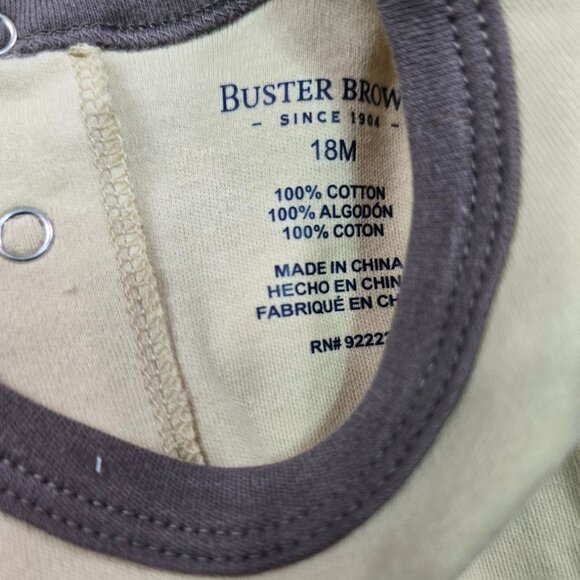 BUSTER BROW
- SINCE 1904 -
18M
100% COTTON
100% ALGODÓN
100% COTON
MADE IN CHINA
HECHO EN CHIN
FABRIQUÉ EN CH
RN# 9222